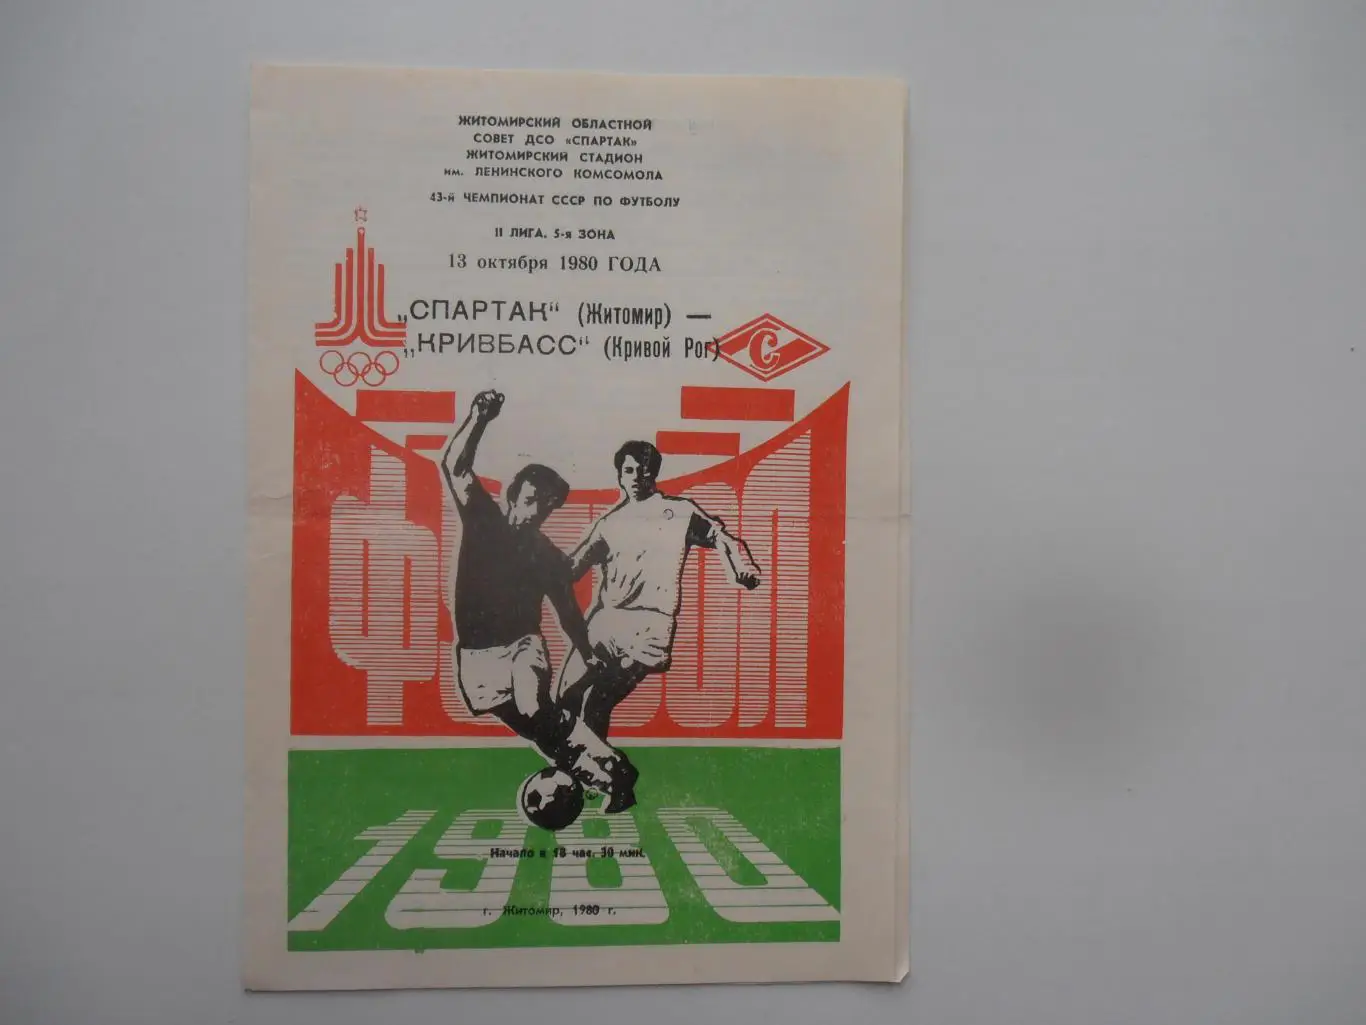 ЖИТОМИРСКИЙ ОБЛАСТНОЙ
СОВЕТ ДСО «СПАРТАК»
ЖИТОМИРСКИЙ СТАДИОН
им. ЛЕНИНСКОГО КОМСОМОЛА
43-й ЧЕМПИОНАТ СССР ПО ФУТБОЛУ
II ЛИГА. 5-я ЗОНА
13 октября 1980 ГОДА
„СПАРТАК“ (Житомир) —
„КРИВБАСС“ (Кривой Рог)
С
ФУТБОЛ
1980
Начало в 18 час. 30 мин.
г. Житомир, 1980 г.